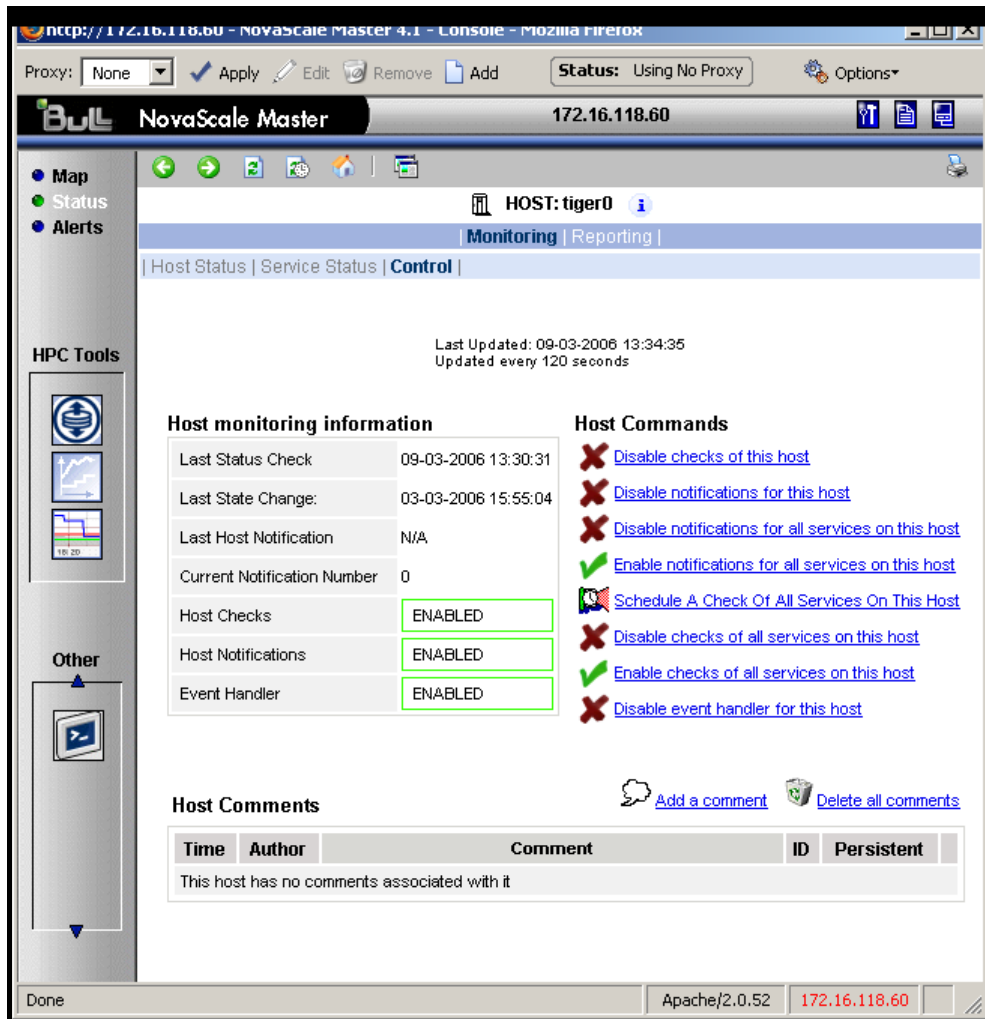 http://172.16.118.60 - NovaScale Master 4.1 - Console - Mozilla Firefox
Proxy: None Apply Edit Remove Add Status: Using No Proxy Options
Bull NovaScale Master 172.16.118.60
Map
Status
Alerts
HOST: tiger0
| Monitoring | Reporting |
| Host Status | Service Status | Control |
Last Updated: 09-03-2006 13:34:35
Updated every 120 seconds
HPC Tools
18 20
Other
Host monitoring information
Last Status Check 09-03-2006 13:30:31
Last State Change: 03-03-2006 15:55:04
Last Host Notification N/A
Current Notification Number 0
Host Checks ENABLED
Host Notifications ENABLED
Event Handler ENABLED
Host Commands
Disable checks of this host
Disable notifications for this host
Disable notifications for all services on this host
Enable notifications for all services on this host
Schedule A Check Of All Services On This Host
Disable checks of all services on this host
Enable checks of all services on this host
Disable event handler for this host
Host Comments
Add a comment Delete all comments
Time Author Comment ID Persistent
This host has no comments associated with it
Done Apache/2.0.52 172.16.118.60